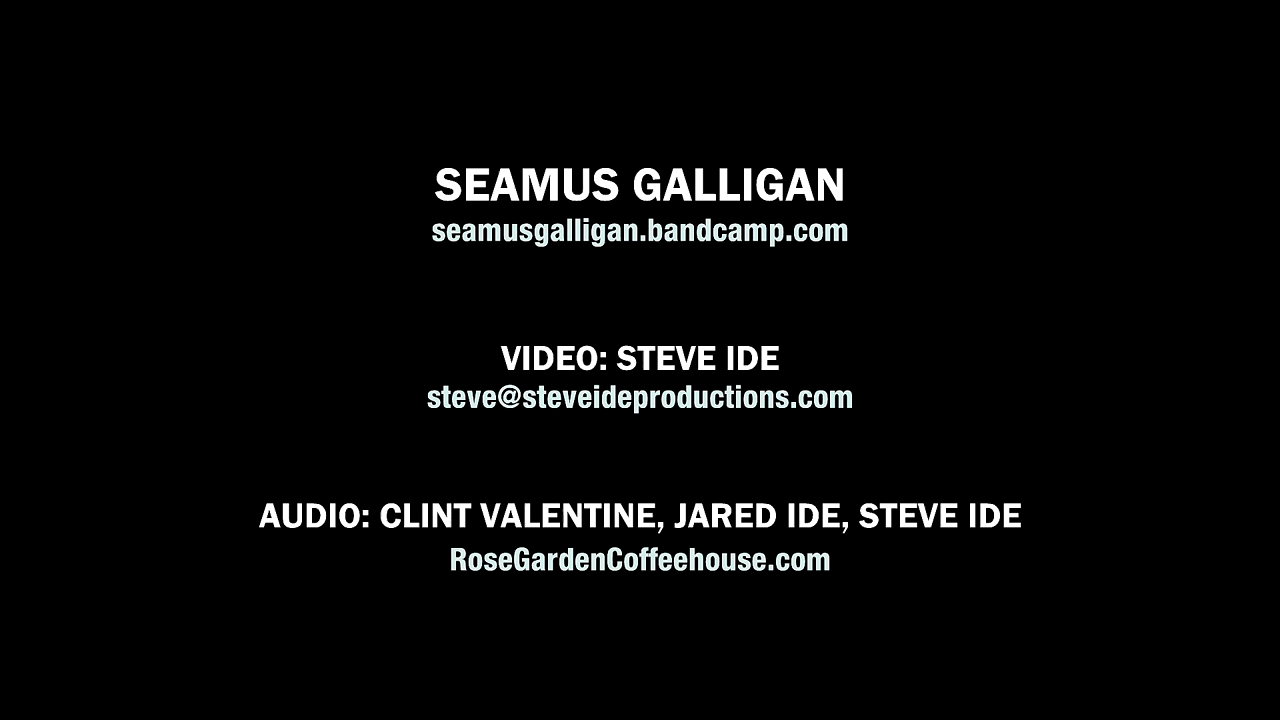 SEAMUS GALLIGAN
seamusgalligan.bandcamp.com
VIDEO: STEVE IDE
steve@steveideproductions.com
AUDIO: CLINT VALENTINE, JARED IDE, STEVE IDE
RoseGardenCoffeehouse.com